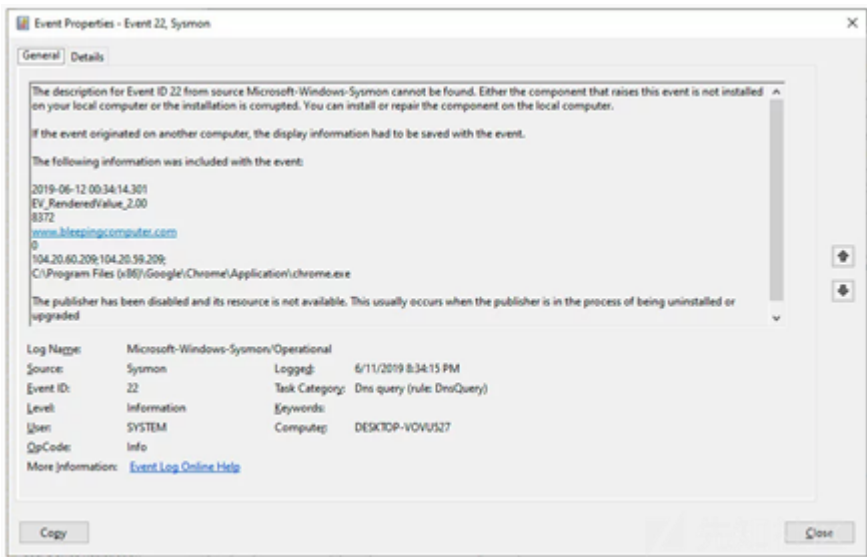 Event Properties - Event 22, Sysmon
General Details
The description for Event ID 22 from source Microsoft-Windows-Sysmon cannot be found. Either the component that raises this event is not installed
on your local computer or the installation is corrupted. You can install or repair the component on the local computer.
If the event originated on another computer, the display information had to be saved with the event.
The following information was included with the event:
2019-06-12 00:34:14.301
EV_RenderedValue_2.00
8372
www.bleepingcomputer.com
0
104.20.60.209;104.20.59.209;
C:\Program Files (x86)\Google\Chrome\Application\chrome.exe
The publisher has been disabled and its resource is not available. This usually occurs when the publisher is in the process of being uninstalled or
upgraded
Log Name: Microsoft-Windows-Sysmon/Operational
Source: Sysmon Logged: 6/11/2019 8:34:15 PM
Event ID: 22 Task Category: Dns query (rule: DnsQuery)
Level: Information Keywords:
User: SYSTEM Computer: DESKTOP-VOVU527
OpCode: Info
More Information: Event Log Online Help
Copy Close